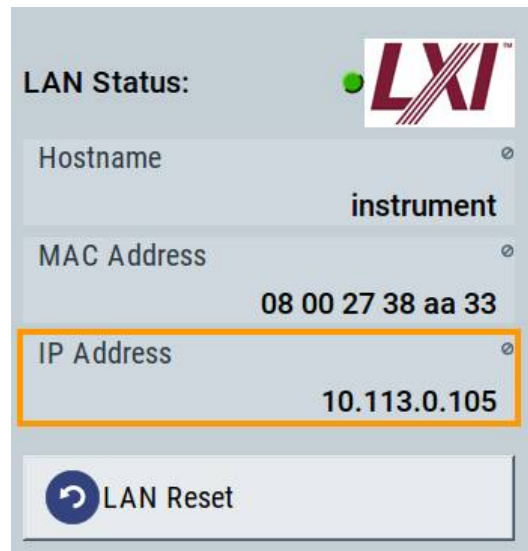 LAN Status:
LXI™
Hostname
instrument
MAC Address
08 00 27 38 aa 33
IP Address
10.113.0.105
LAN Reset